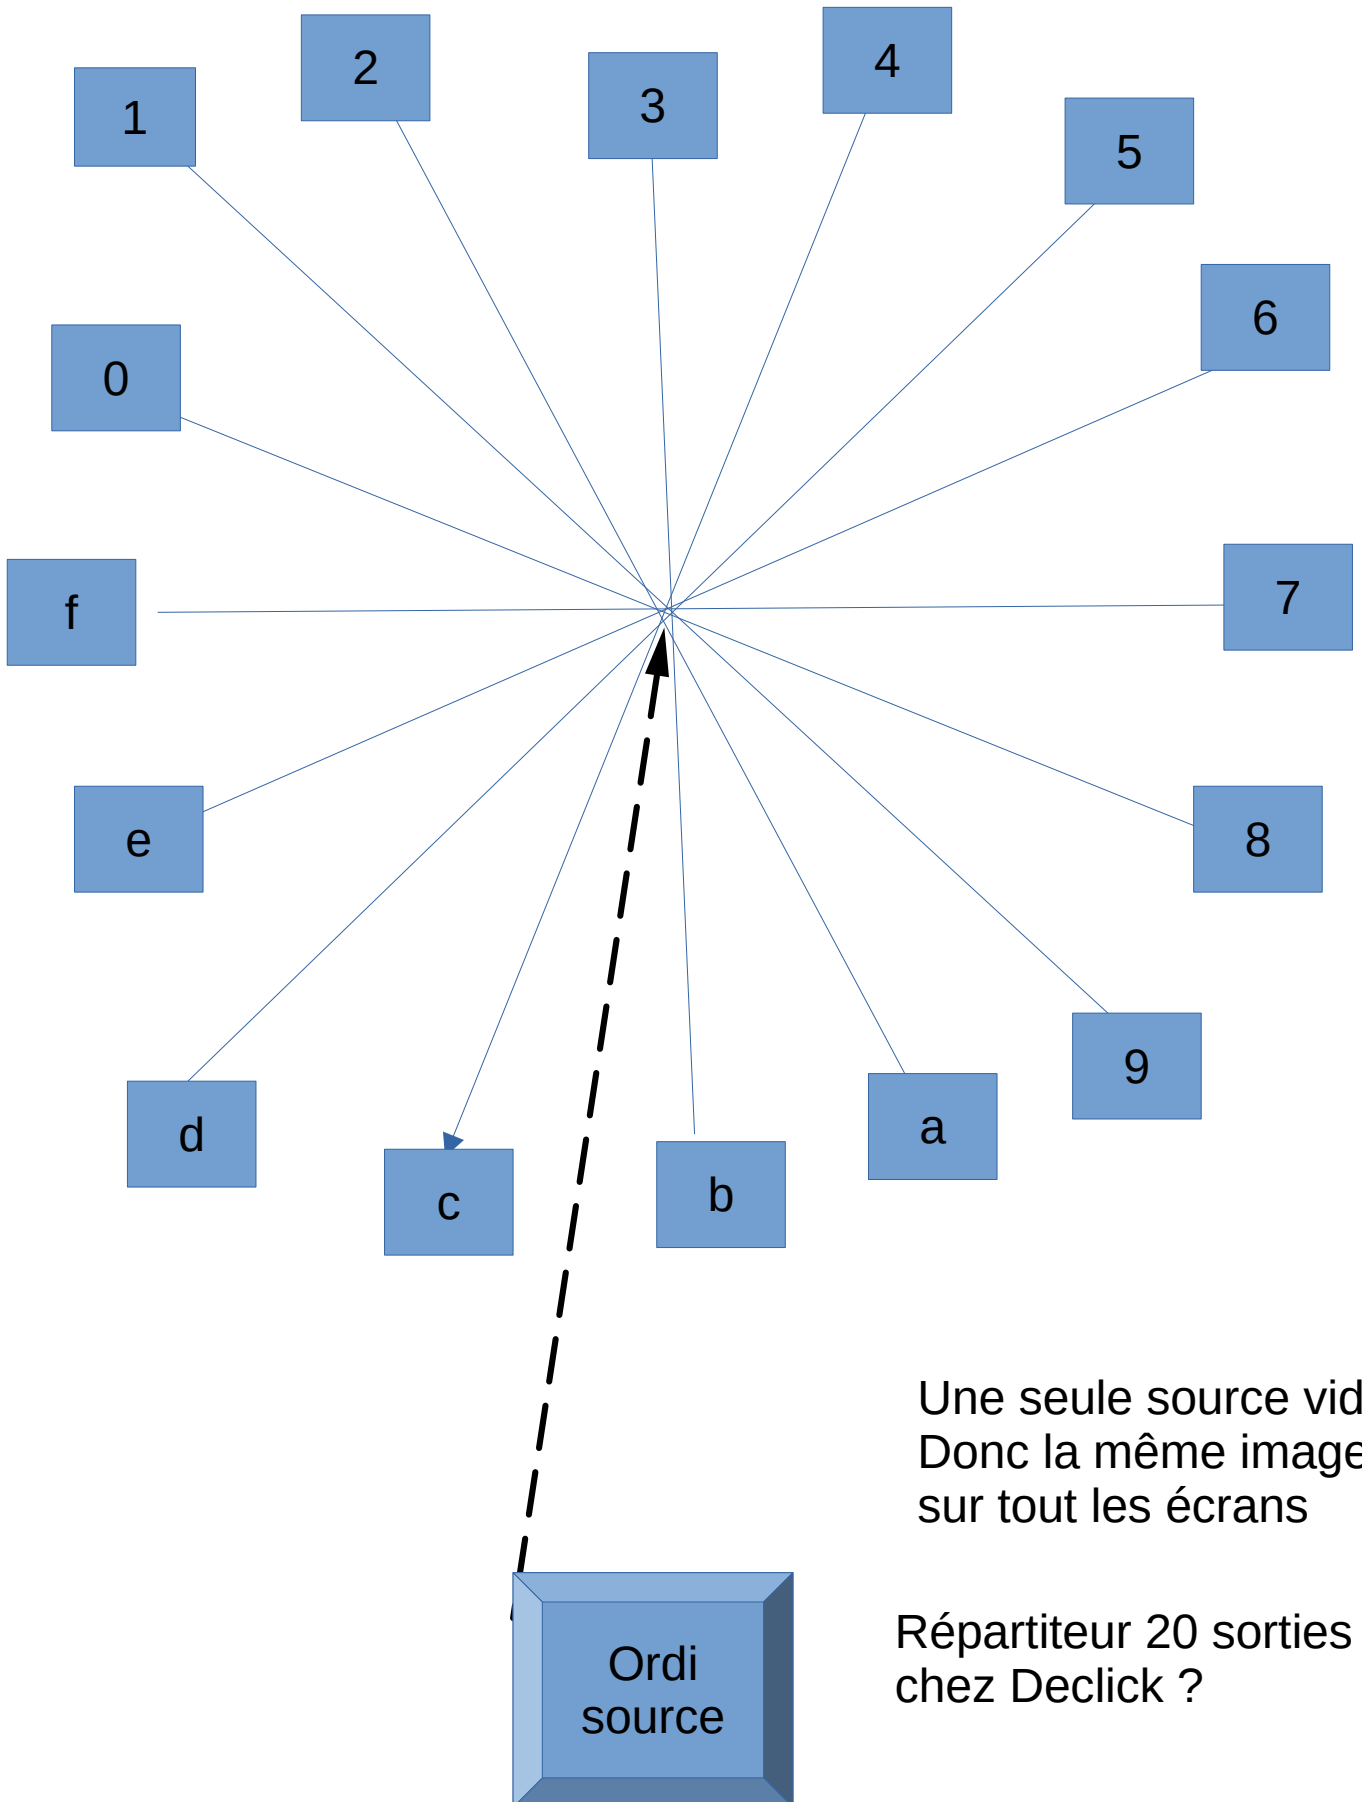 1
2
3
4
5
6
0
f
7
e
8
9
d
a
c
b
Une seule source vid
Donc la même image
sur tout les écrans
Répartiteur 20 sorties
chez Declick ?
Ordi
source